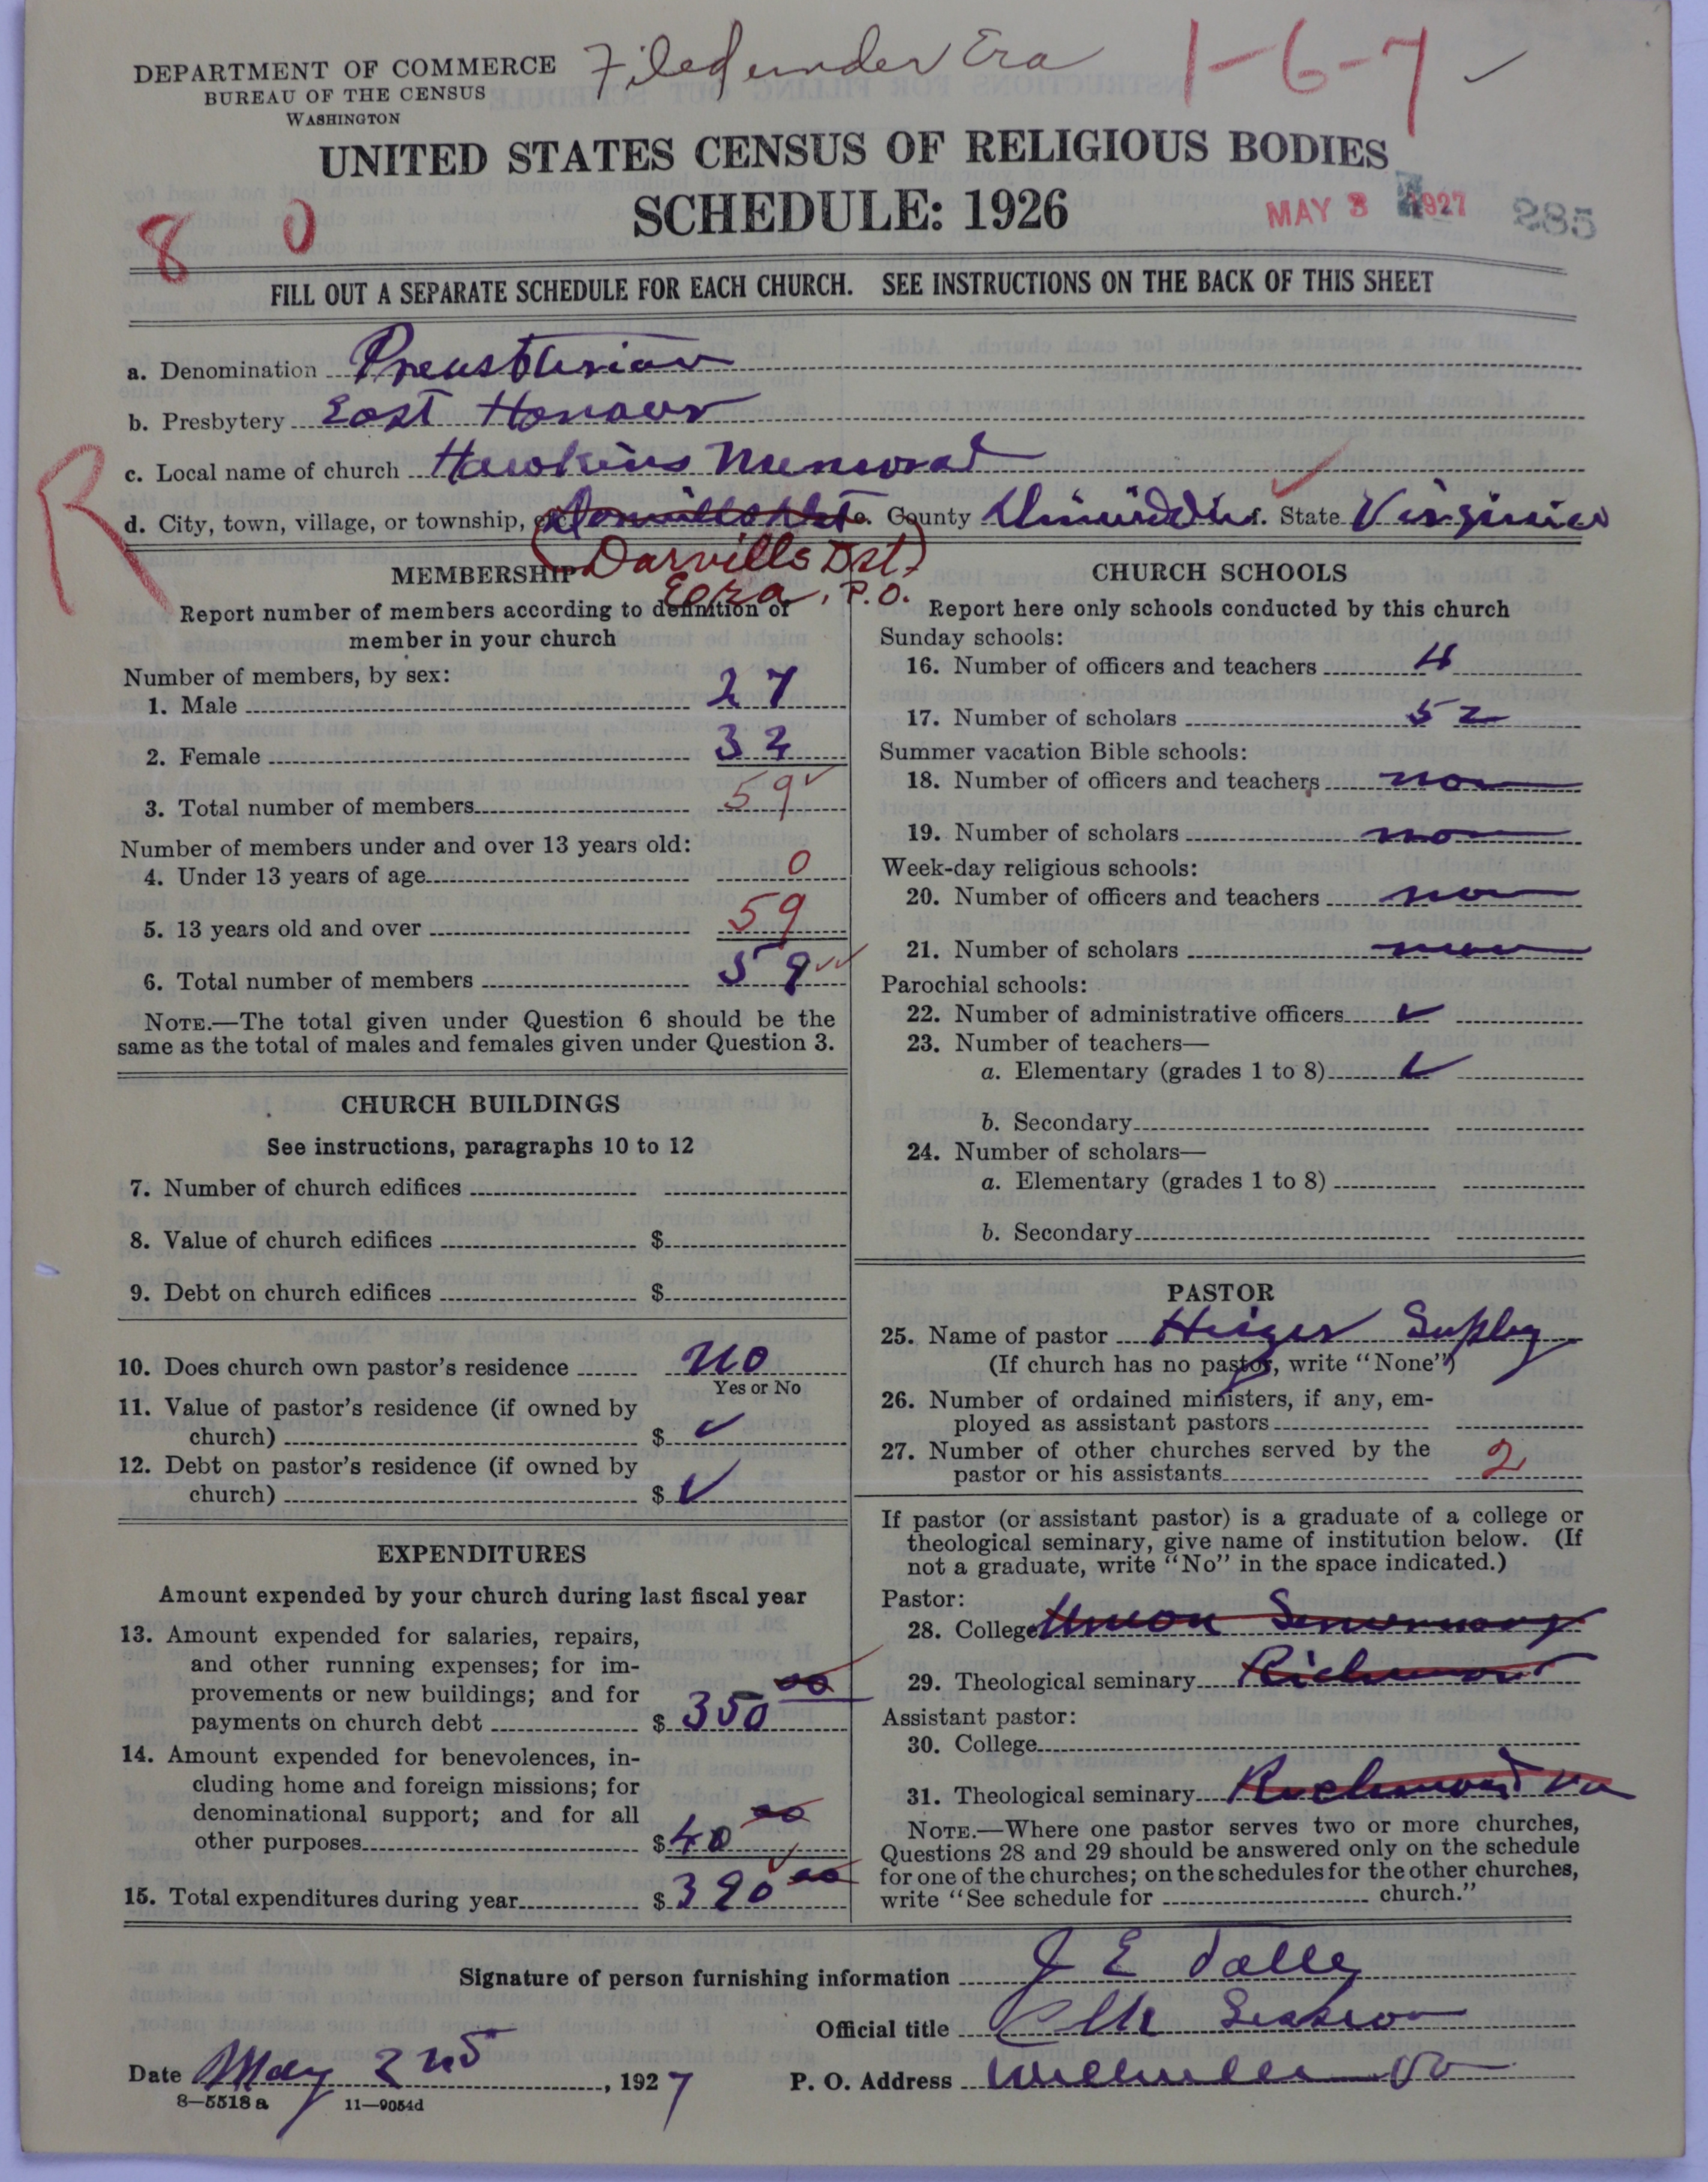 DEPARTMENT OF COMMERCE
BUREAU OF THE CENSUS
WASHINGTON
Filed under Era
1-6-7
UNITED STATES CENSUS OF RELIGIOUS BODIES
SCHEDULE: 1926
MAY 3 1927
285
8 0
FILL OUT A SEPARATE SCHEDULE FOR EACH CHURCH. SEE INSTRUCTIONS ON THE BACK OF THIS SHEET
a. Denomination Presbterian
b. Presbytery East Hanover
R
c. Local name of church Hawkins Memorial
d. City, town, village, or township, etc. e. County Dinwiddie f. State Virginia
(Darvills Dst)
P.O.
MEMBERSHIP
Report number of members according to definition of
member in your church
Number of members, by sex:
1. Male 27
2. Female 32
3. Total number of members 59
Number of members under and over 13 years old:
4. Under 13 years of age 0
5. 13 years old and over 59
6. Total number of members 59
NOTE.—The total given under Question 6 should be the
same as the total of males and females given under Question 3.
CHURCH BUILDINGS
See instructions, paragraphs 10 to 12
7. Number of church edifices
8. Value of church edifices $
9. Debt on church edifices $
10. Does church own pastor's residence no
Yes or No
11. Value of pastor's residence (if owned by
church) $ ✓
12. Debt on pastor's residence (if owned by
church) $ ✓
EXPENDITURES
Amount expended by your church during last fiscal year
13. Amount expended for salaries, repairs,
and other running expenses; for im-
provements or new buildings; and for
payments on church debt $ 350 00
14. Amount expended for benevolences, in-
cluding home and foreign missions; for
denominational support; and for all
other purposes $ 40 00
15. Total expenditures during year $ 390 00
CHURCH SCHOOLS
Report here only schools conducted by this church
Sunday schools:
16. Number of officers and teachers 4
17. Number of scholars 52
Summer vacation Bible schools:
18. Number of officers and teachers non
19. Number of scholars non
Week-day religious schools:
20. Number of officers and teachers non
21. Number of scholars non
Parochial schools:
22. Number of administrative officers ✓
23. Number of teachers—
a. Elementary (grades 1 to 8) ✓
b. Secondary
24. Number of scholars—
a. Elementary (grades 1 to 8)
b. Secondary
PASTOR
25. Name of pastor
(If church has no pastor, write "None")
26. Number of ordained ministers, if any, em-
ployed as assistant pastors
27. Number of other churches served by the
pastor or his assistants 2
If pastor (or assistant pastor) is a graduate of a college or
theological seminary, give name of institution below. (If
not a graduate, write "No" in the space indicated.)
Pastor:
28. College Union Seminary
29. Theological seminary Richmond
Assistant pastor:
30. College
31. Theological seminary Richmond Va
NOTE.—Where one pastor serves two or more churches,
Questions 28 and 29 should be answered only on the schedule
for one of the churches; on the schedules for the other churches,
write "See schedule for church."
Signature of person furnishing information J E Talley
Official title Clk Session
Date May 2nd, 1927
P. O. Address
8—5518 a 11—9054d